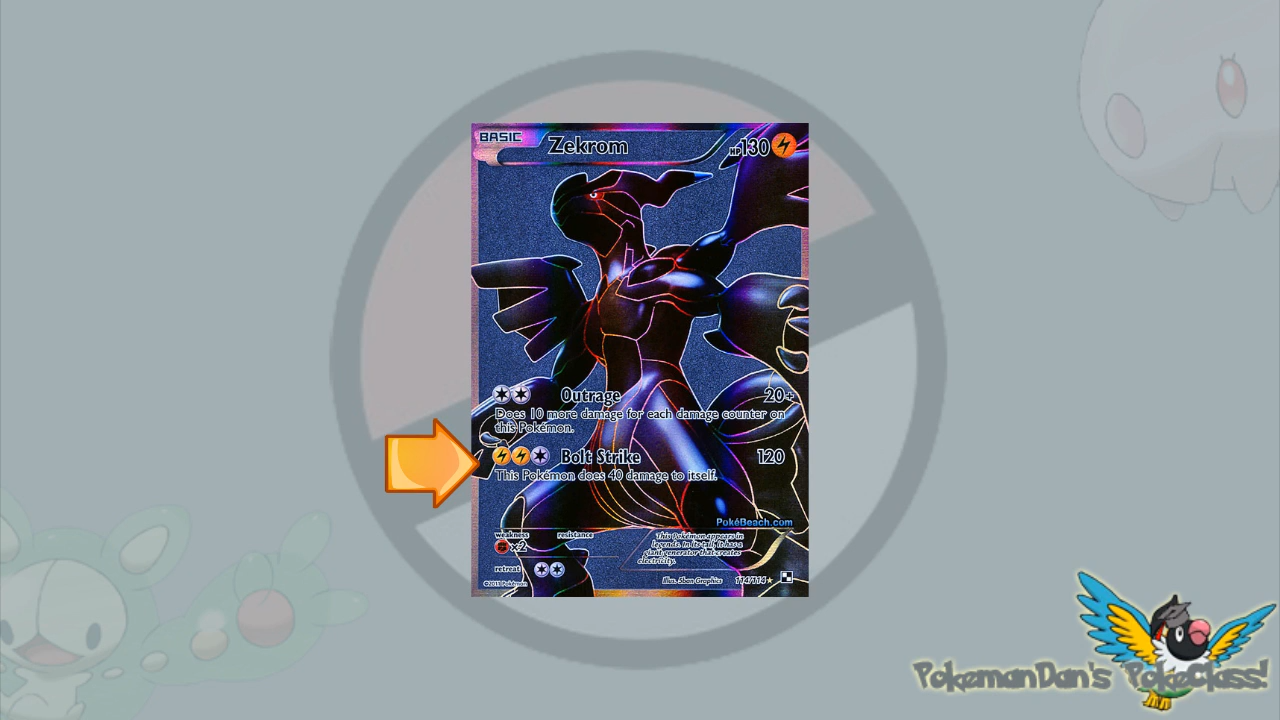 BASIC Zekrom HP130
Outrage 20+
Does 10 more damage for each damage counter on
this Pokémon.
Bolt Strike 120
This Pokémon does 40 damage to itself.
PokéBeach.com
weakness resistance
×2
This Pokémon appears in
legends. In its tail, it has a
giant generator that creates
electricity.
retreat
Illus. 5ban Graphics 114/114
©2011 Pokémon
PokemanDan's PokeClass!